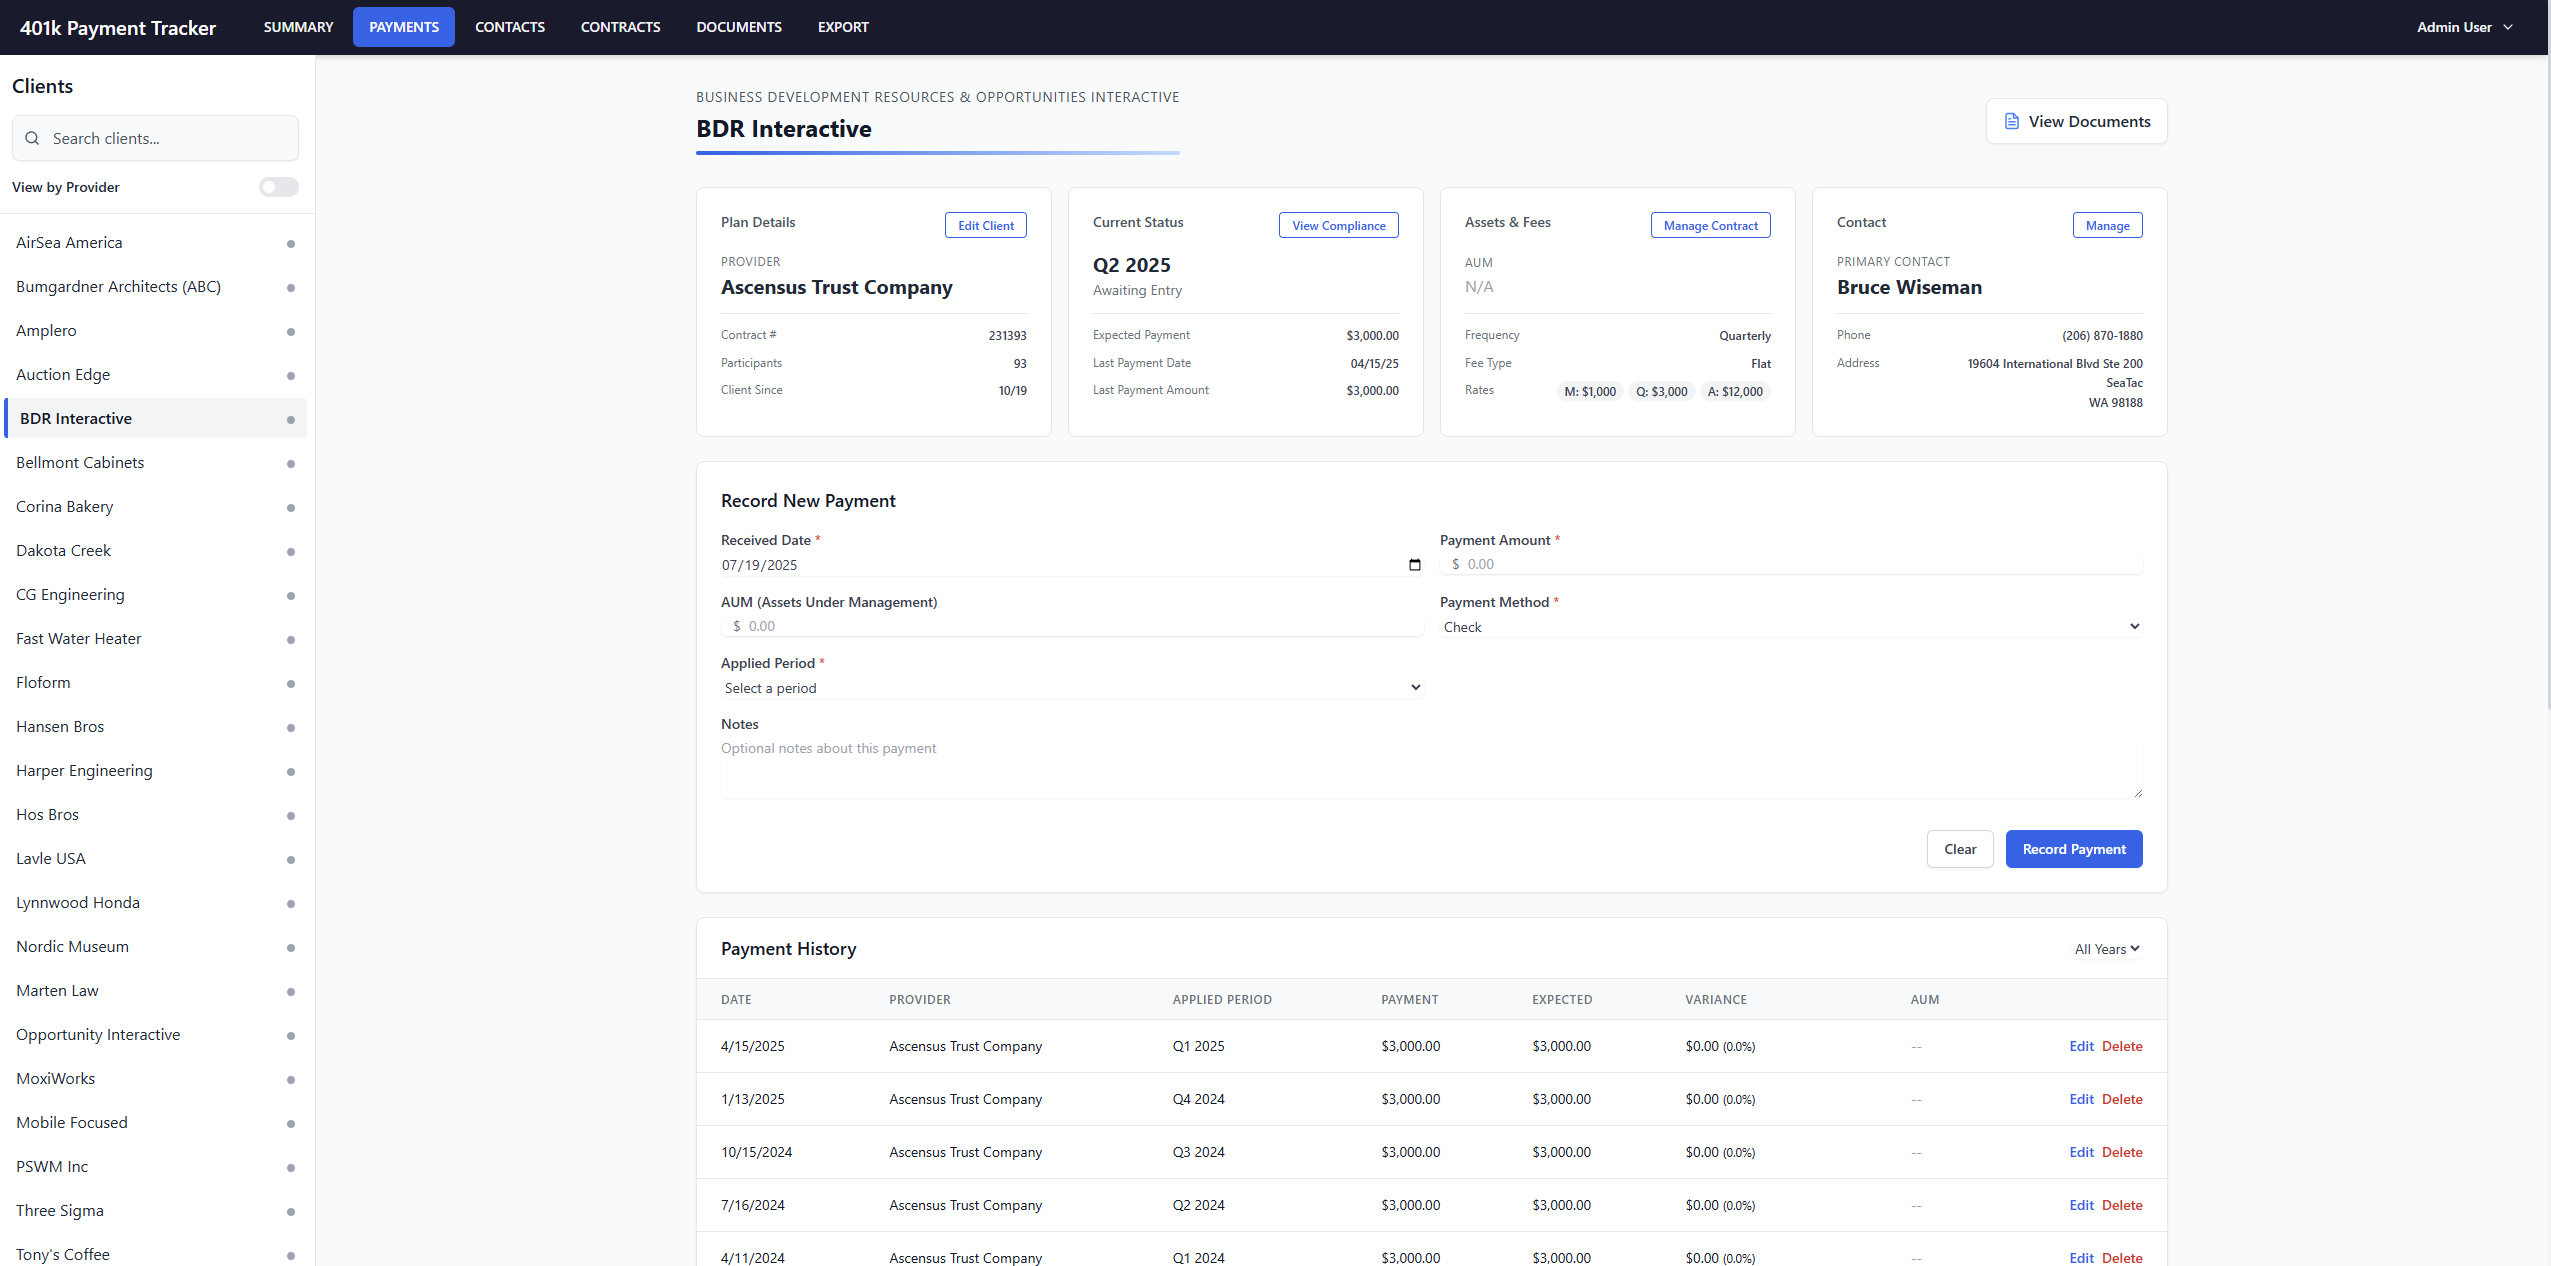 401k Payment Tracker SUMMARY PAYMENTS CONTACTS CONTRACTS DOCUMENTS EXPORT Admin User
Clients
Search clients...
View by Provider
AirSea America
Bumgardner Architects (ABC)
Amplero
Auction Edge
BDR Interactive
Bellmont Cabinets
Corina Bakery
Dakota Creek
CG Engineering
Fast Water Heater
Floform
Hansen Bros
Harper Engineering
Hos Bros
Lavle USA
Lynnwood Honda
Nordic Museum
Marten Law
Opportunity Interactive
MoxiWorks
Mobile Focused
PSWM Inc
Three Sigma
Tony's Coffee
BUSINESS DEVELOPMENT RESOURCES & OPPORTUNITIES INTERACTIVE
BDR Interactive
View Documents
Plan Details Edit Client
PROVIDER
Ascensus Trust Company
Contract # 231393
Participants 93
Client Since 10/19
Current Status View Compliance
Q2 2025
Awaiting Entry
Expected Payment $3,000.00
Last Payment Date 04/15/25
Last Payment Amount $3,000.00
Assets & Fees Manage Contract
AUM
N/A
Frequency Quarterly
Fee Type Flat
Rates M: $1,000 Q: $3,000 A: $12,000
Contact Manage
PRIMARY CONTACT
Bruce Wiseman
Phone (206) 870-1880
Address 19604 International Blvd Ste 200
SeaTac
WA 98188
Record New Payment
Received Date * Payment Amount *
07/19/2025 $ 0.00
AUM (Assets Under Management) Payment Method *
$ 0.00 Check
Applied Period *
Select a period
Notes
Optional notes about this payment
Clear Record Payment
Payment History All Years
DATE PROVIDER APPLIED PERIOD PAYMENT EXPECTED VARIANCE AUM
4/15/2025 Ascensus Trust Company Q1 2025 $3,000.00 $3,000.00 $0.00 (0.0%) -- Edit Delete
1/13/2025 Ascensus Trust Company Q4 2024 $3,000.00 $3,000.00 $0.00 (0.0%) -- Edit Delete
10/15/2024 Ascensus Trust Company Q3 2024 $3,000.00 $3,000.00 $0.00 (0.0%) -- Edit Delete
7/16/2024 Ascensus Trust Company Q2 2024 $3,000.00 $3,000.00 $0.00 (0.0%) -- Edit Delete
4/11/2024 Ascensus Trust Company Q1 2024 $3,000.00 $3,000.00 $0.00 (0.0%) -- Edit Delete